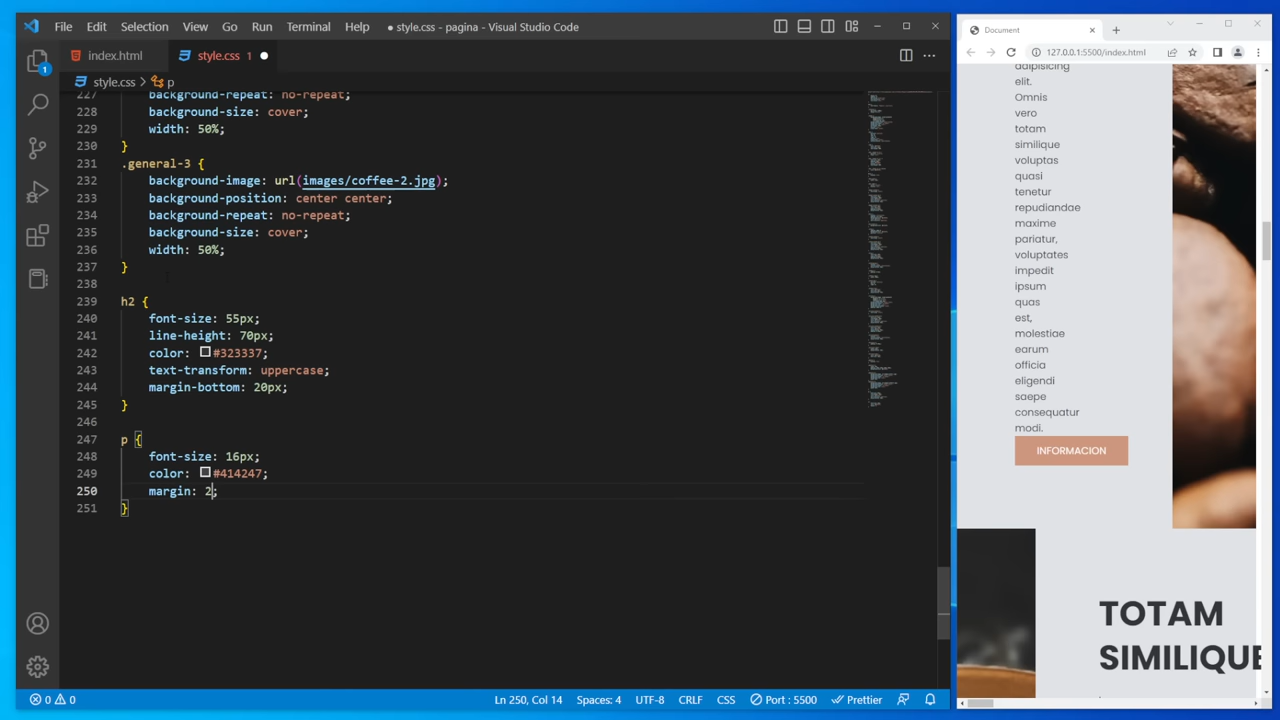 File Edit Selection View Go Run Terminal Help
● style.css - pagina - Visual Studio Code
index.html
style.css 1 ●
style.css > p
1
227 background-repeat: no-repeat;
228 background-size: cover;
229 width: 50%;
230 }
231 .general-3 {
232 background-image: url(images/coffee-2.jpg);
233 background-position: center center;
234 background-repeat: no-repeat;
235 background-size: cover;
236 width: 50%;
237 }
238
239 h2 {
240 font-size: 55px;
241 line-height: 70px;
242 color: #323337;
243 text-transform: uppercase;
244 margin-bottom: 20px;
245 }
246
247 p {
248 font-size: 16px;
249 color: #414247;
250 margin: 2;
251 }
0 0
Ln 250, Col 14 Spaces: 4 UTF-8 CRLF CSS Port : 5500 Prettier
Document
127.0.0.1:5500/index.html
adipisicing
elit.
Omnis
vero
totam
similique
voluptas
quasi
tenetur
repudiandae
maxime
pariatur,
voluptates
impedit
ipsum
quas
est,
molestiae
earum
officia
eligendi
saepe
consequatur
modi.
INFORMACION
TOTAM
SIMILIQUE